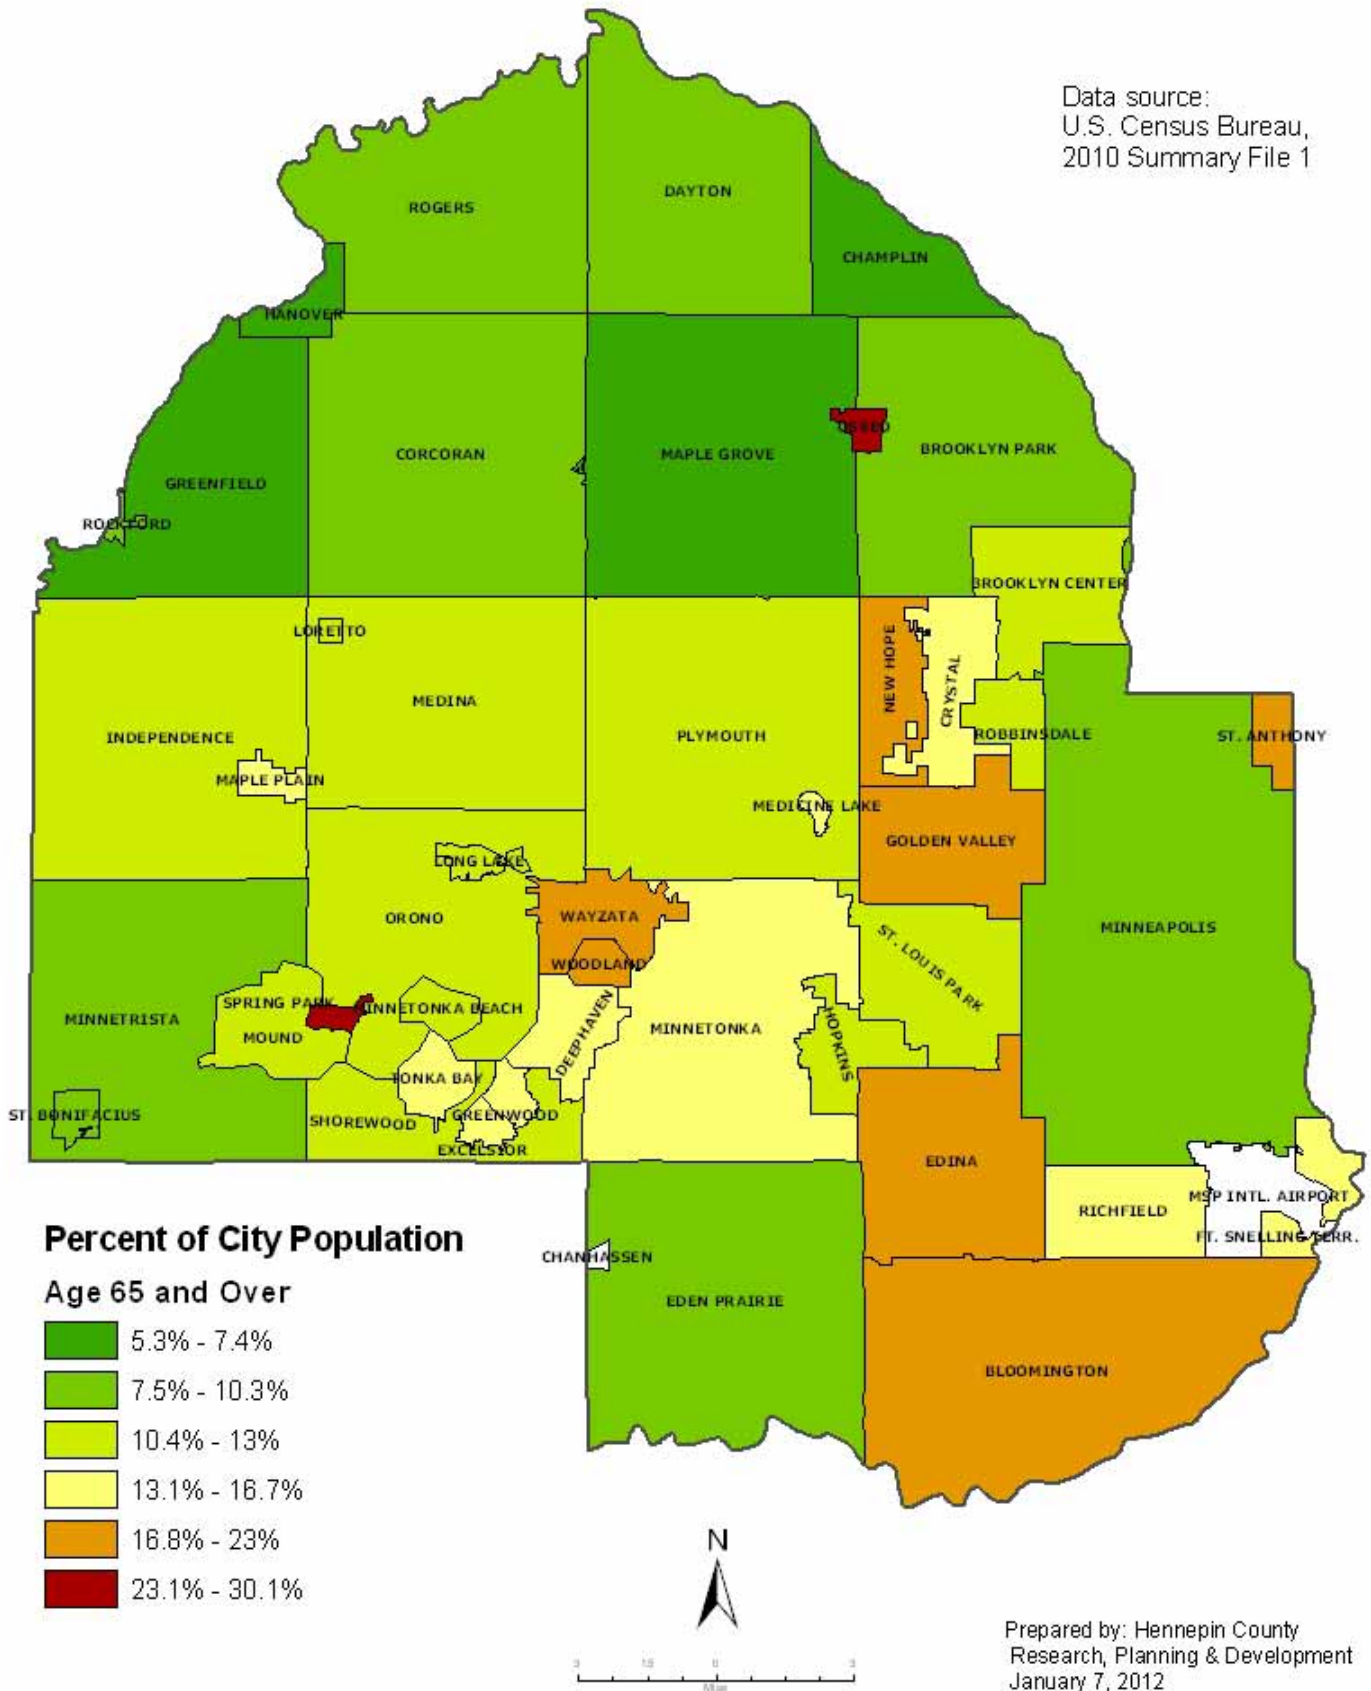 Data source:
U.S. Census Bureau,
2010 Summary File 1
DAYTON
ROGERS
CHAMPLIN
HANOVER
OSSEO
BROOKLYN PARK
CORCORAN
MAPLE GROVE
GREENFIELD
ROCKFORD
BROOKLYN CENTER
LORETTO
NEW HOPE
CRYSTAL
MEDINA
INDEPENDENCE
PLYMOUTH
ROBBINSDALE
ST. ANTHONY
MAPLE PLAIN
MEDICINE LAKE
GOLDEN VALLEY
LONG LAKE
ORONO
WAYZATA
MINNEAPOLIS
WOODLAND
ST. LOUIS PARK
SPRING PARK
MINNETONKA BEACH
MINNETRISTA
DEEPHAVEN
MINNETONKA
MOUND
HOPKINS
TONKA BAY
ST. BONIFACIUS
SHOREWOOD
GREENWOOD
EXCELSIOR
EDINA
MSP INTL. AIRPORT
RICHFIELD
FT. SNELLING TERR.
CHANHASSEN
EDEN PRAIRIE
BLOOMINGTON
Percent of City Population
Age 65 and Over
5.3% - 7.4%
7.5% - 10.3%
10.4% - 13%
13.1% - 16.7%
16.8% - 23%
23.1% - 30.1%
N
3 1.5 0 3
Miles
Prepared by: Hennepin County
Research, Planning & Development
January 7, 2012